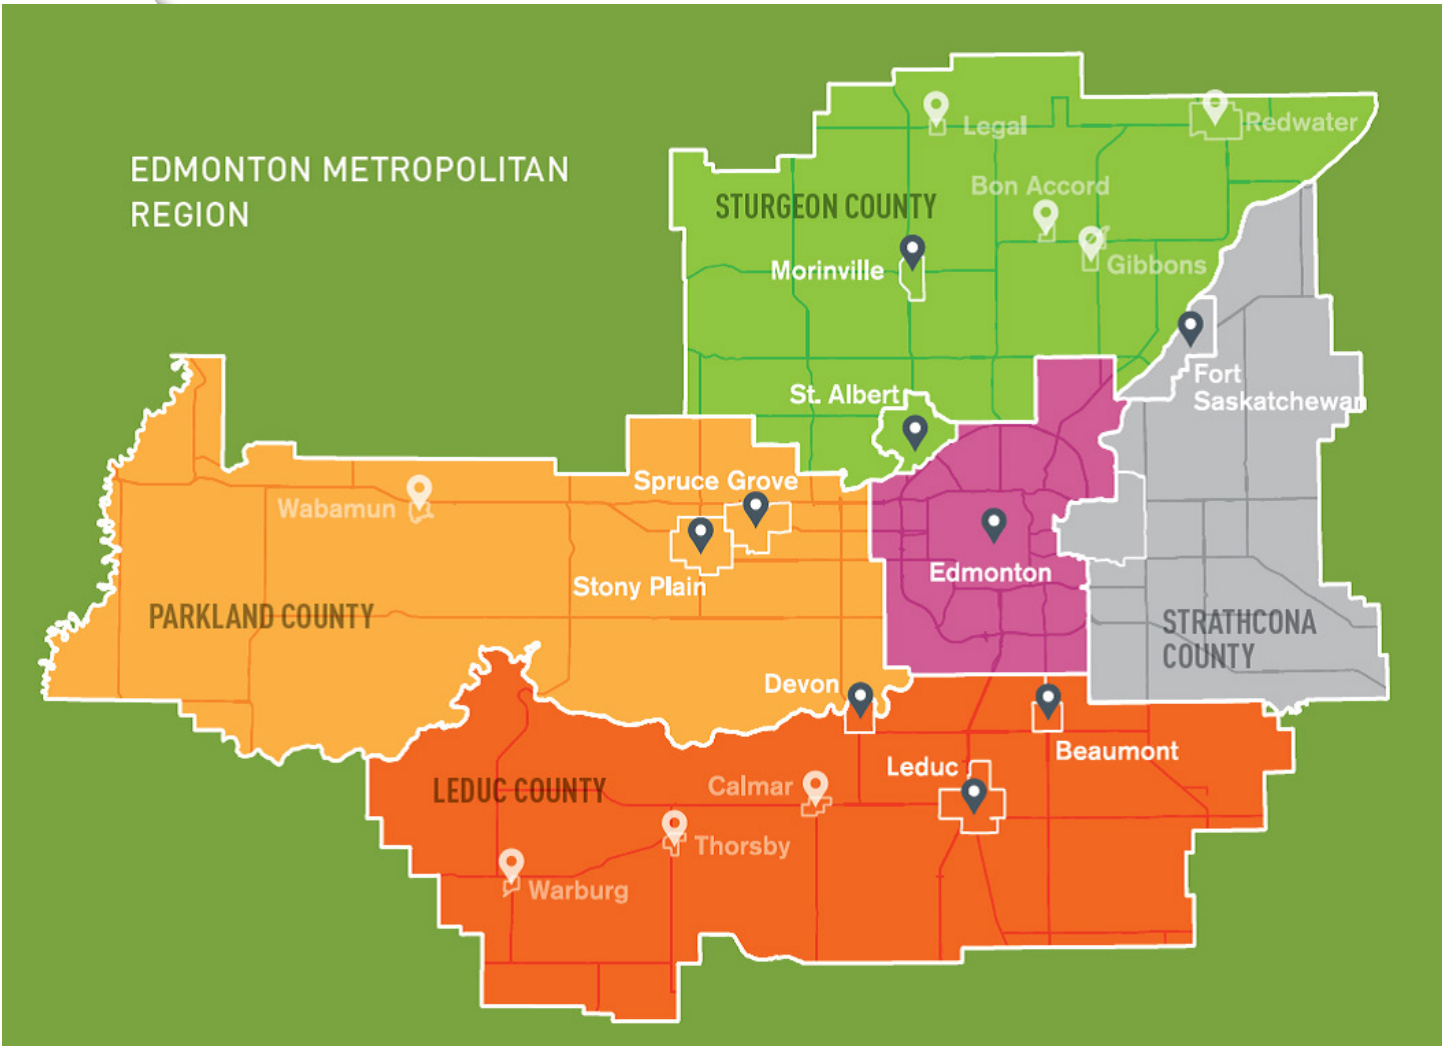 EDMONTON METROPOLITAN
REGION
Legal
Redwater
Bon Accord
STURGEON COUNTY
Morinville
Gibbons
Fort
Saskatchewan
St. Albert
Spruce Grove
Wabamun
Edmonton
Stony Plain
PARKLAND COUNTY
STRATHCONA
COUNTY
Devon
Beaumont
Leduc
LEDUC COUNTY
Calmar
Thorsby
Warburg